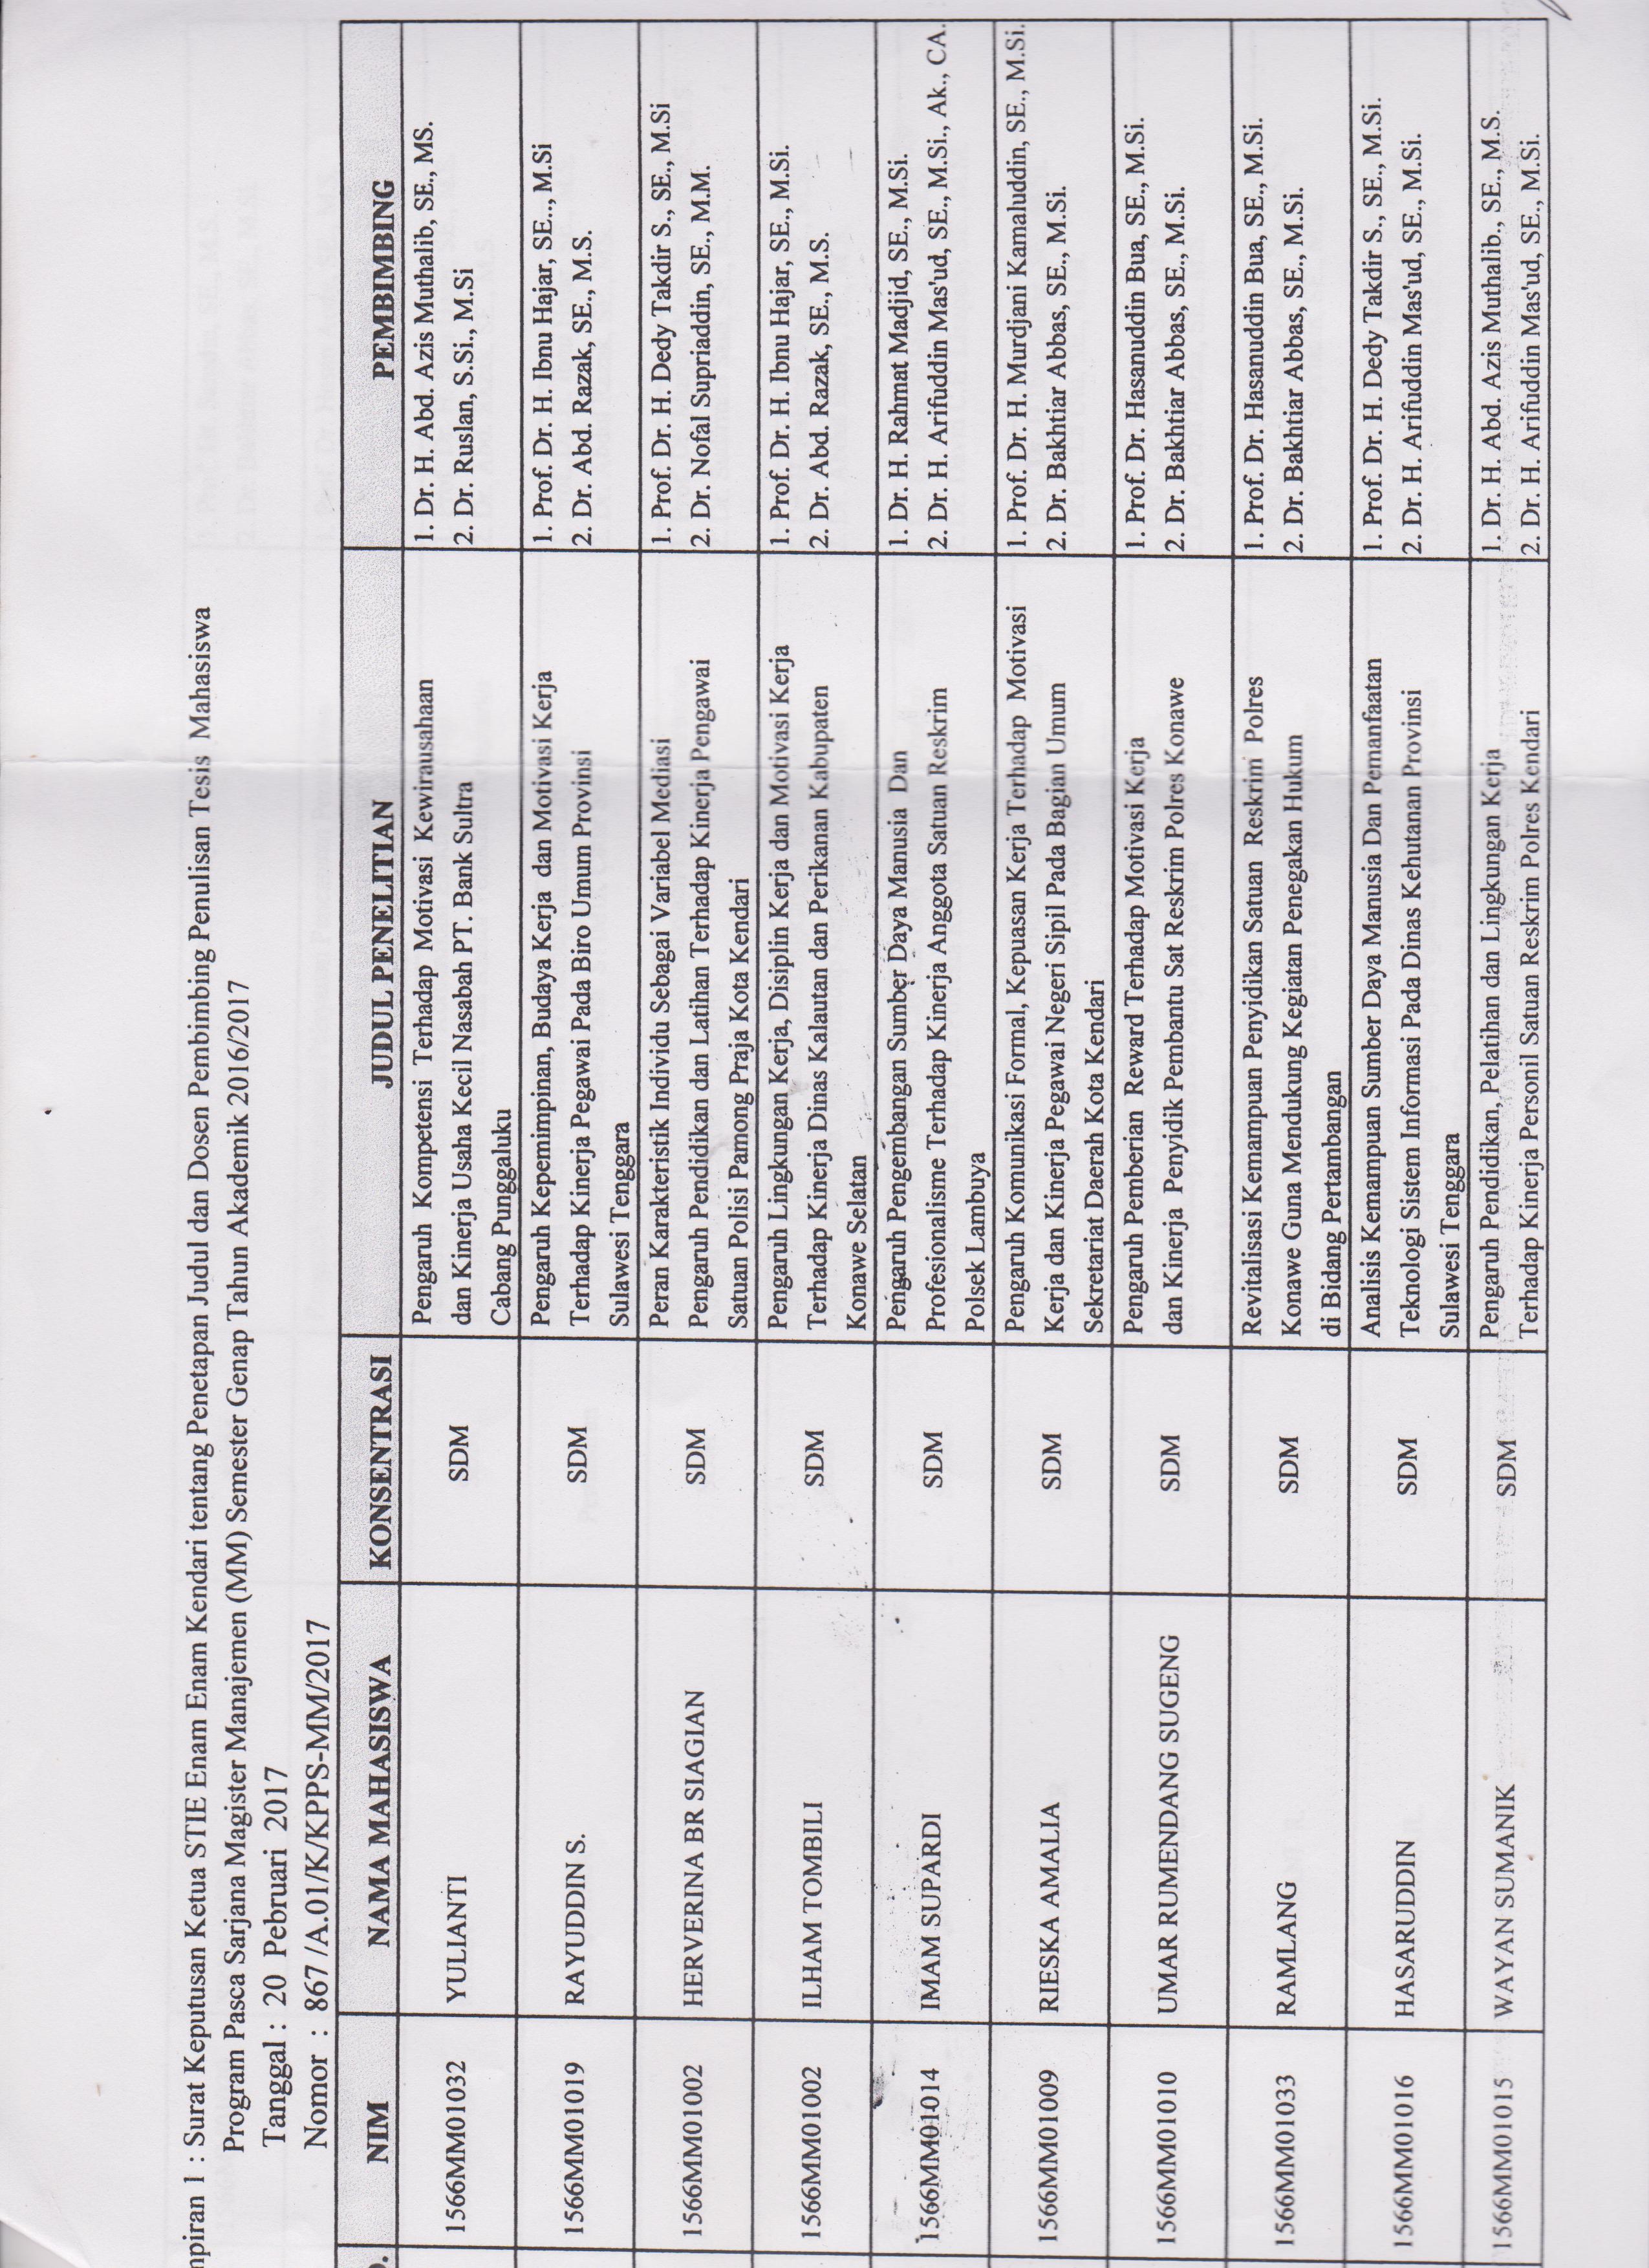 mpiran 1 : Surat Keputusan Ketua STIE Enam Enam Kendari tentang Penetapan Judul dan Dosen Pembimbing Penulisan Tesis Mahasiswa
Program Pasca Sarjana Magister Manajemen (MM) Semester Genap Tahun Akademik 2016/2017
Tanggal : 20 Pebruari 2017
Nomor : 867 /A.01/K/KPPS-MM/2017
NIM NAMA MAHASISWA KONSENTRASI JUDUL PENELITIAN PEMBIMBING
1566MM01032 YULIANTI SDM
Pengaruh Kompetensi Terhadap Motivasi Kewirausahaan
dan Kinerja Usaha Kecil Nasabah PT. Bank Sultra
Cabang Punggaluku
1. Dr. H. Abd. Azis Muthalib, SE., MS.
2. Dr. Ruslan, S.Si., M.Si
1566MM01019 RAYUDDIN S. SDM
Pengaruh Kepemimpinan, Budaya Kerja dan Motivasi Kerja
Terhadap Kinerja Pegawai Pada Biro Umum Provinsi
Sulawesi Tenggara
1. Prof. Dr. H. Ibnu Hajar, SE.., M.Si
2. Dr. Abd. Razak, SE., M.S.
1566MM01002 HERVERINA BR SIAGIAN SDM
Peran Karakteristik Individu Sebagai Variabel Mediasi
Pengaruh Pendidikan dan Latihan Terhadap Kinerja Pengawai
Satuan Polisi Pamong Praja Kota Kendari
1. Prof. Dr. H. Dedy Takdir S., SE., M.Si
2. Dr. Nofal Supriaddin, SE., M.M.
1566MM01002 ILHAM TOMBILI SDM
Pengaruh Lingkungan Kerja, Disiplin Kerja dan Motivasi Kerja
Terhadap Kinerja Dinas Kalautan dan Perikanan Kabupaten
Konawe Selatan
1. Prof. Dr. H. Ibnu Hajar, SE., M.Si.
2. Dr. Abd. Razak, SE., M.S.
1566MM01014 IMAM SUPARDI SDM
Pengaruh Pengembangan Sumber Daya Manusia Dan
Profesionalisme Terhadap Kinerja Anggota Satuan Reskrim
Polsek Lambuya
1. Dr. H. Rahmat Madjid, SE., M.Si.
2. Dr. H. Arifuddin Mas'ud, SE., M.Si., Ak., CA.
1566MM01009 RIESKA AMALIA SDM
Pengaruh Komunikasi Formal, Kepuasan Kerja Terhadap Motivasi
Kerja dan Kinerja Pegawai Negeri Sipil Pada Bagian Umum
Sekretariat Daerah Kota Kendari
1. Prof. Dr. H. Murdjani Kamaluddin, SE., M.Si.
2. Dr. Bakhtiar Abbas, SE., M.Si.
1566MM01010 UMAR RUMENDANG SUGENG SDM
Pengaruh Pemberian Reward Terhadap Motivasi Kerja
dan Kinerja Penyidik Pembantu Sat Reskrim Polres Konawe
1. Prof. Dr. Hasanuddin Bua, SE., M.Si.
2. Dr. Bakhtiar Abbas, SE., M.Si.
1566MM01033 RAMLANG SDM
Revitalisasi Kemampuan Penyidikan Satuan Reskrim Polres
Konawe Guna Mendukung Kegiatan Penegakan Hukum
di Bidang Pertambangan
1. Prof. Dr. Hasanuddin Bua, SE., M.Si.
2. Dr. Bakhtiar Abbas, SE., M.Si.
1566MM01016 HASARUDDIN SDM
Analisis Kemampuan Sumber Daya Manusia Dan Pemanfaatan
Teknologi Sistem Informasi Pada Dinas Kehutanan Provinsi
Sulawesi Tenggara
1. Prof. Dr. H. Dedy Takdir S., SE., M.Si.
2. Dr. H. Arifuddin Mas'ud, SE., M.Si.
1566MM01015 WAYAN SUMANIK SDM
Pengaruh Pendidikan, Pelatihan dan Lingkungan Kerja
Terhadap Kinerja Personil Satuan Reskrim Polres Kendari
1. Dr. H. Abd. Azis Muthalib., SE., M.S.
2. Dr. H. Arifuddin Mas'ud, SE., M.Si.